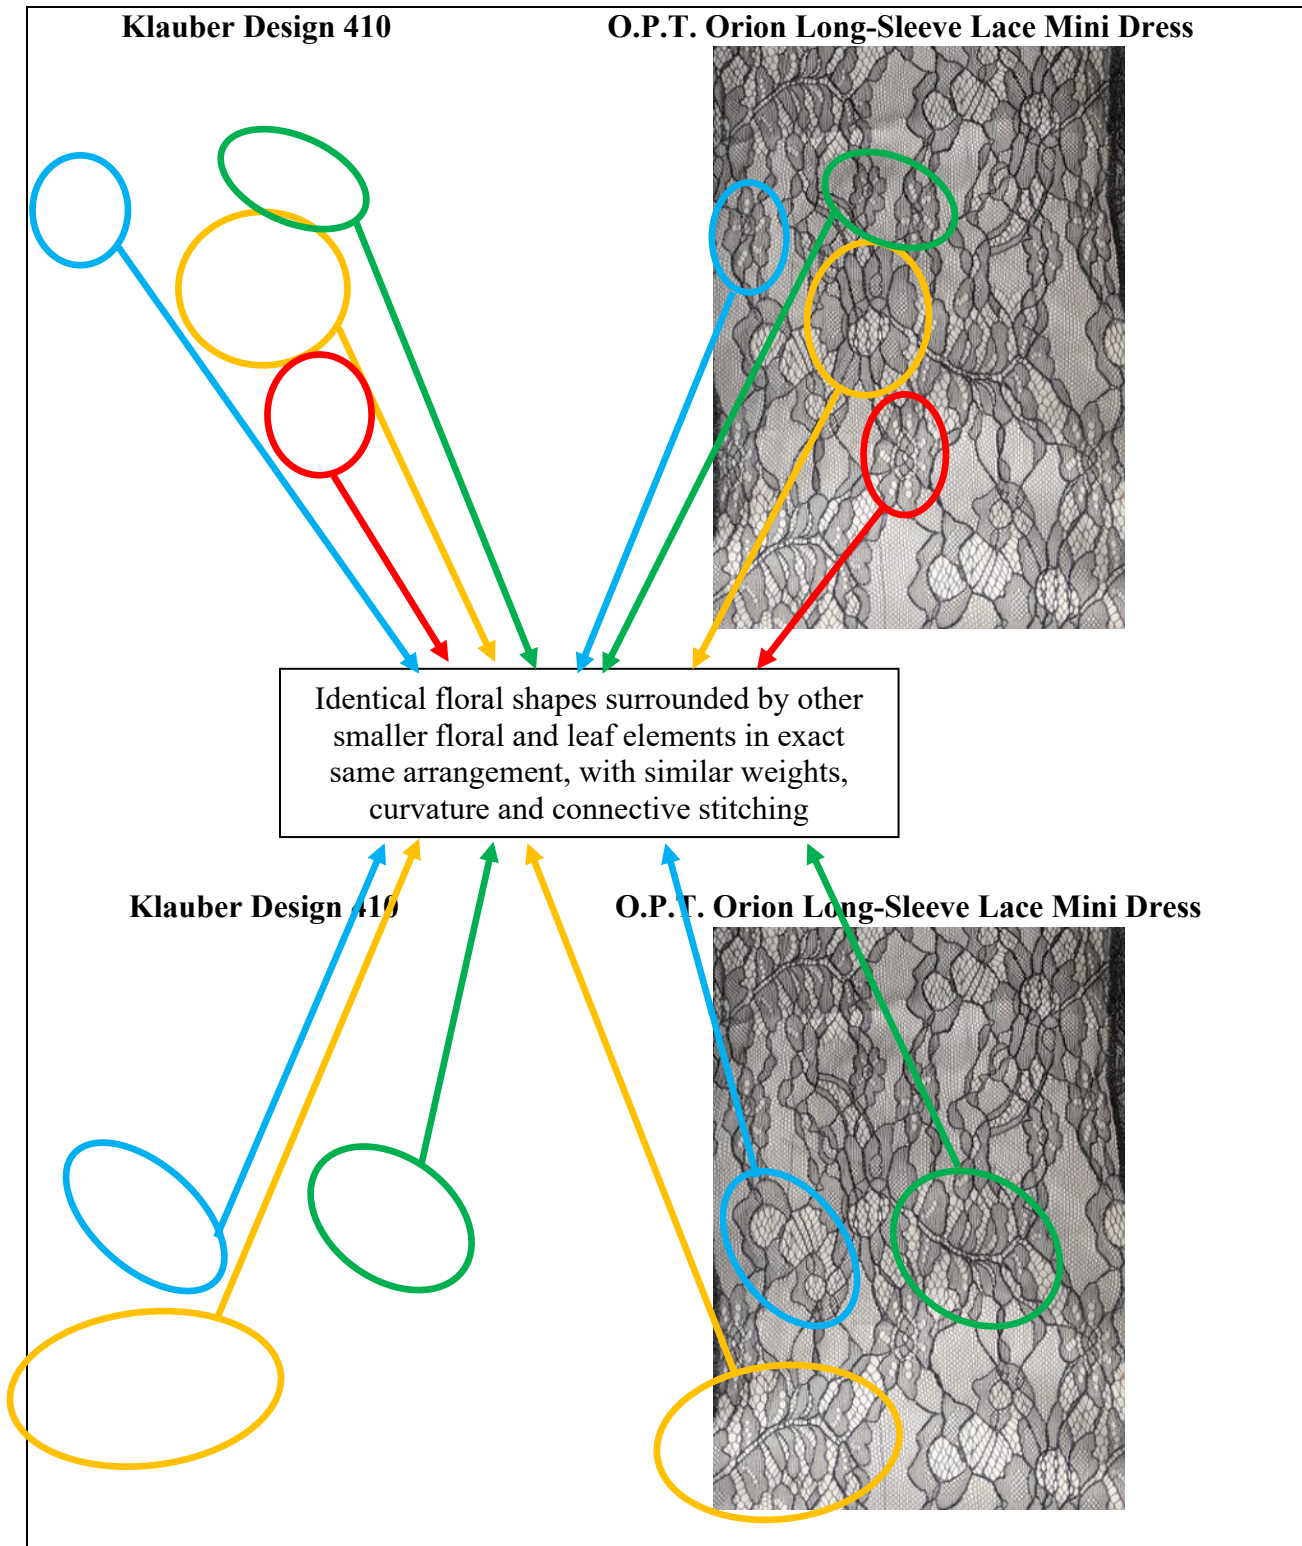 Klauber Design 410
O.P.T. Orion Long-Sleeve Lace Mini Dress
Identical floral shapes surrounded by other
smaller floral and leaf elements in exact
same arrangement, with similar weights,
curvature and connective stitching
Klauber Design 410
O.P.T. Orion Long-Sleeve Lace Mini Dress